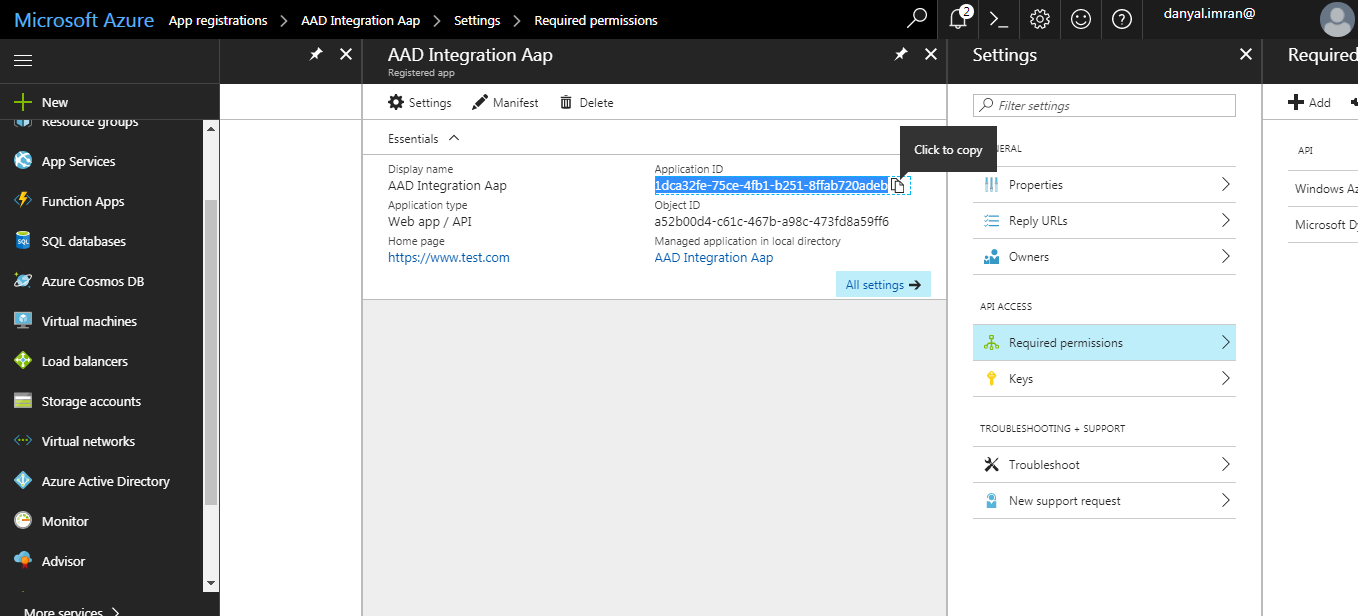 Microsoft Azure App registrations > AAD Integration Aap > Settings > Required permissions
2
danyal.imran@
New
Resource groups
App Services
Function Apps
SQL databases
Azure Cosmos DB
Virtual machines
Load balancers
Storage accounts
Virtual networks
Azure Active Directory
Monitor
Advisor
More services >
AAD Integration Aap
Registered app
Settings
Manifest
Delete
Essentials
Display name
AAD Integration Aap
Application type
Web app / API
Home page
https://www.test.com
Application ID
1dca32fe-75ce-4fb1-b251-8ffab720adeb
Object ID
a52b00d4-c61c-467b-a98c-473fd8a59ff6
Managed application in local directory
AAD Integration Aap
All settings
Click to copy
Settings
Filter settings
NERAL
Properties
Reply URLs
Owners
API ACCESS
Required permissions
Keys
TROUBLESHOOTING + SUPPORT
Troubleshoot
New support request
Required
Add
API
Windows Az
Microsoft Dy